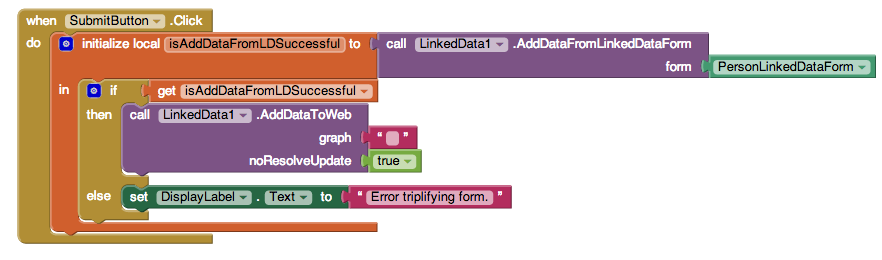 when SubmitButton .Click
do initialize local isAddDataFromLDSuccessful to call LinkedData1 .AddDataFromLinkedDataForm
form PersonLinkedDataForm
in if get isAddDataFromLDSuccessful
then call LinkedData1 .AddDataToWeb
graph “ ”
noResolveUpdate true
else set DisplayLabel . Text to “ Error triplifying form. ”